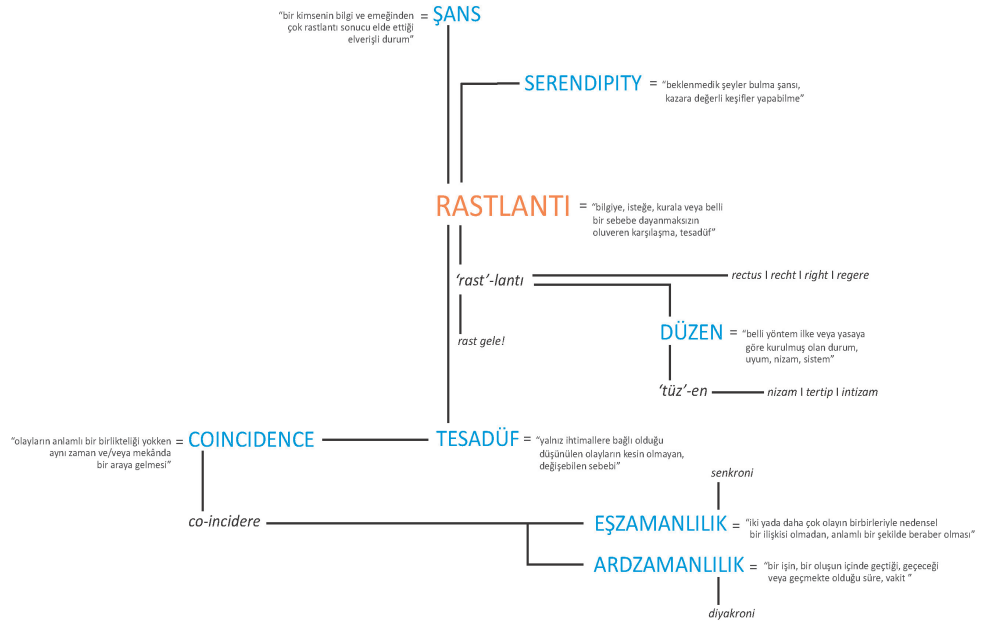 ŞANS
= “bir kimsenin bilgi ve emeğinden
çok rastlantı sonucu elde ettiği
elverişli durum”
SERENDIPITY = “beklenmedik şeyler bulma şansı,
kazara değerli keşifler yapabilme”
RASTLANTI = “bilgiye, isteğe, kurala veya belli
bir sebebe dayanmaksızın
oluveren karşılaşma, tesadüf”
‘rast’-lantı
rectus I recht I right I regere
rast gele!
DÜZEN = “belli yöntem ilke veya yasaya
göre kurulmuş olan durum,
uyum, nizam, sistem”
‘tüz’-en
nizam I tertip I intizam
“olayların anlamlı bir birlikteliği yokken = COINCIDENCE
aynı zaman ve/veya mekânda
bir araya gelmesi”
TESADÜF = “yalnız ihtimallere bağlı olduğu
düşünülen olayların kesin olmayan,
değişebilen sebebi”
senkroni
co-incidere
EŞZAMANLILIK = “iki yada daha çok olayın birbirleriyle nedensel
bir ilişkisi olmadan, anlamlı bir şekilde beraber olması”
ARDZAMANLILIK = “bir işin, bir oluşun içinde geçtiği, geçeceği
veya geçmekte olduğu süre, vakit ”
diyakroni